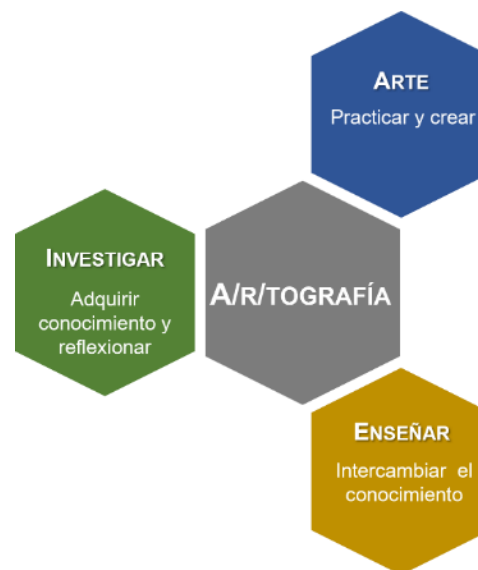 ARTE
Practicar y crear
INVESTIGAR
Adquirir
conocimiento y
reflexionar
A/R/TOGRAFÍA
ENSEÑAR
Intercambiar el
conocimiento